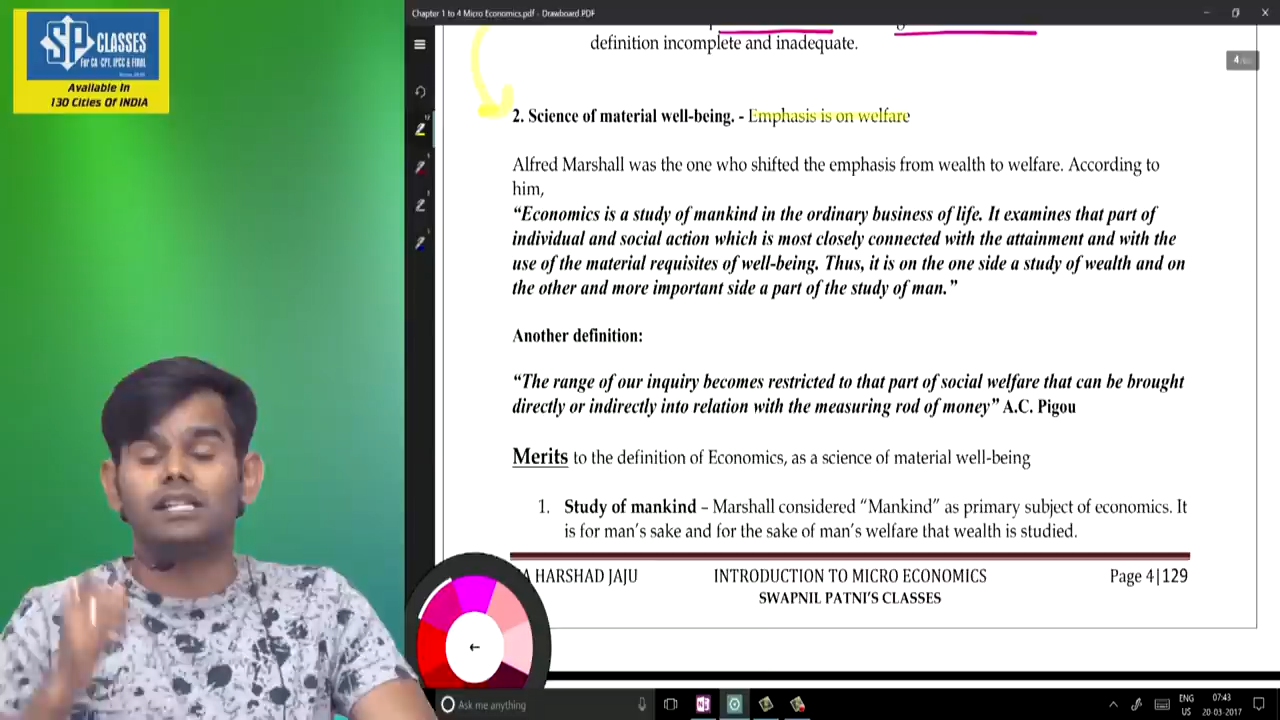 SP CLASSES
For CA -CPT, IPCC & FINAL
Available In
130 Cities Of INDIA
Chapter 1 to 4 Micro Economics.pdf - Drawboard PDF
definition incomplete and inadequate.
2. Science of material well-being. - Emphasis is on welfare
Alfred Marshall was the one who shifted the emphasis from wealth to welfare. According to
him,
“Economics is a study of mankind in the ordinary business of life. It examines that part of
individual and social action which is most closely connected with the attainment and with the
use of the material requisites of well-being. Thus, it is on the one side a study of wealth and on
the other and more important side a part of the study of man.”
Another definition:
“The range of our inquiry becomes restricted to that part of social welfare that can be brought
directly or indirectly into relation with the measuring rod of money” A.C. Pigou
Merits to the definition of Economics, as a science of material well-being
1. Study of mankind – Marshall considered “Mankind” as primary subject of economics. It
is for man’s sake and for the sake of man’s welfare that wealth is studied.
HARSHAD JAJU INTRODUCTION TO MICRO ECONOMICS Page 4|129
SWAPNIL PATNI’S CLASSES
Ask me anything
ENG 07:43
US 20-03-2017